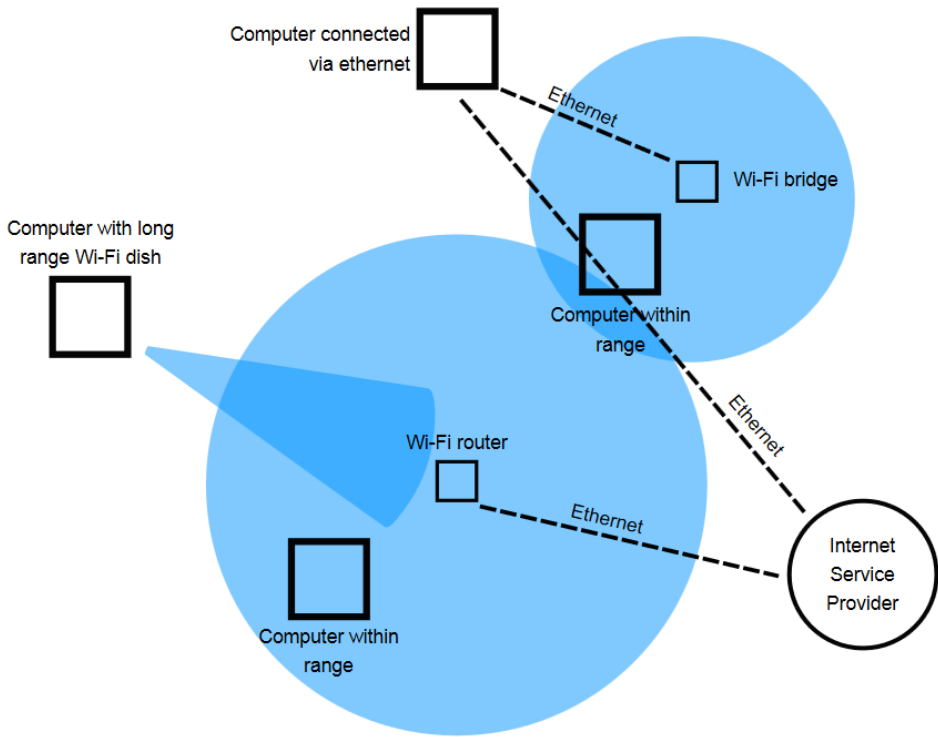 Computer connected
via ethernet
Ethernet
Wi-Fi bridge
Computer with long
range Wi-Fi dish
Computer within
range
Ethernet
Wi-Fi router
Ethernet
Internet
Service
Provider
Computer within
range